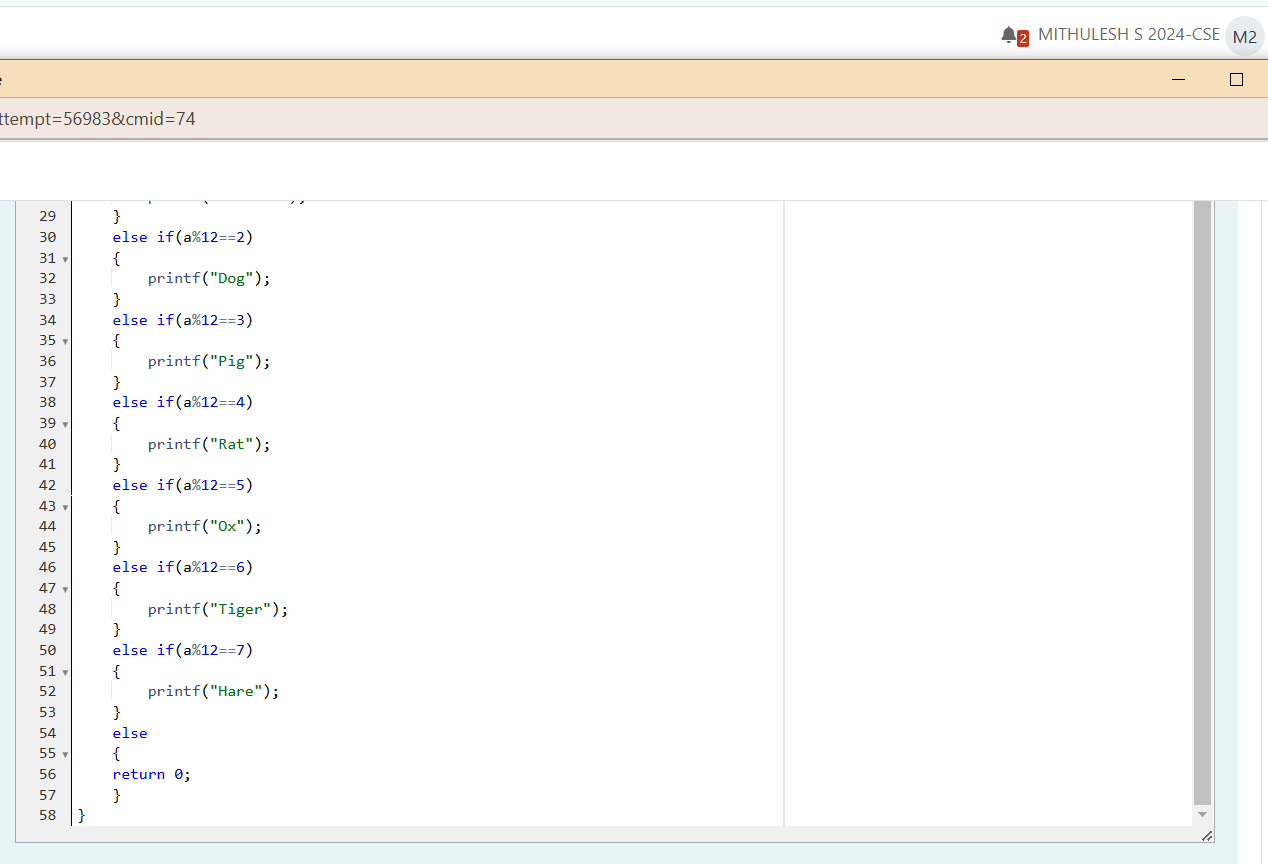 2 MITHULESH S 2024-CSE M2
ttempt=56983&cmid=74
29 }
30 else if(a%12==2)
31 {
32 printf("Dog");
33 }
34 else if(a%12==3)
35 {
36 printf("Pig");
37 }
38 else if(a%12==4)
39 {
40 printf("Rat");
41 }
42 else if(a%12==5)
43 {
44 printf("Ox");
45 }
46 else if(a%12==6)
47 {
48 printf("Tiger");
49 }
50 else if(a%12==7)
51 {
52 printf("Hare");
53 }
54 else
55 {
56 return 0;
57 }
58 }